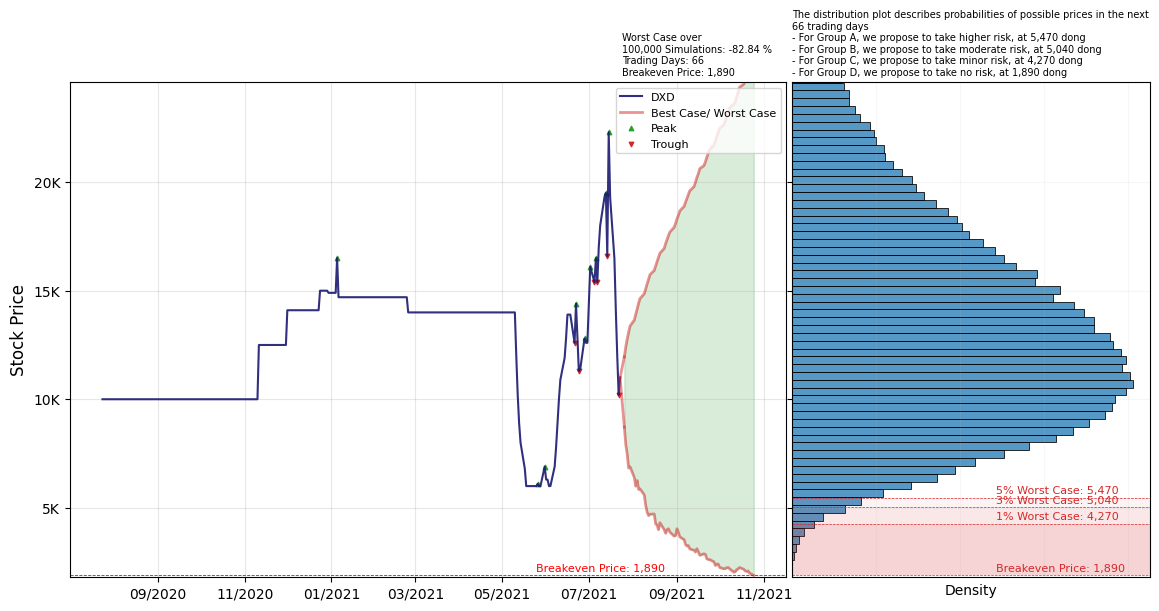 The distribution plot describes probabilities of possible prices in the next
66 trading days
- For Group A, we propose to take higher risk, at 5,470 dong
- For Group B, we propose to take moderate risk, at 5,040 dong
- For Group C, we propose to take minor risk, at 4,270 dong
- For Group D, we propose to take no risk, at 1,890 dong
Worst Case over
100,000 Simulations: -82.84 %
Trading Days: 66
Breakeven Price: 1,890
DXD
Best Case/ Worst Case
Peak
Trough
Stock Price
20K
15K
10K
5K
Breakeven Price: 1,890
09/2020
11/2020
01/2021
03/2021
05/2021
07/2021
09/2021
11/2021
5% Worst Case: 5,470
3% Worst Case: 5,040
1% Worst Case: 4,270
Breakeven Price: 1,890
Density